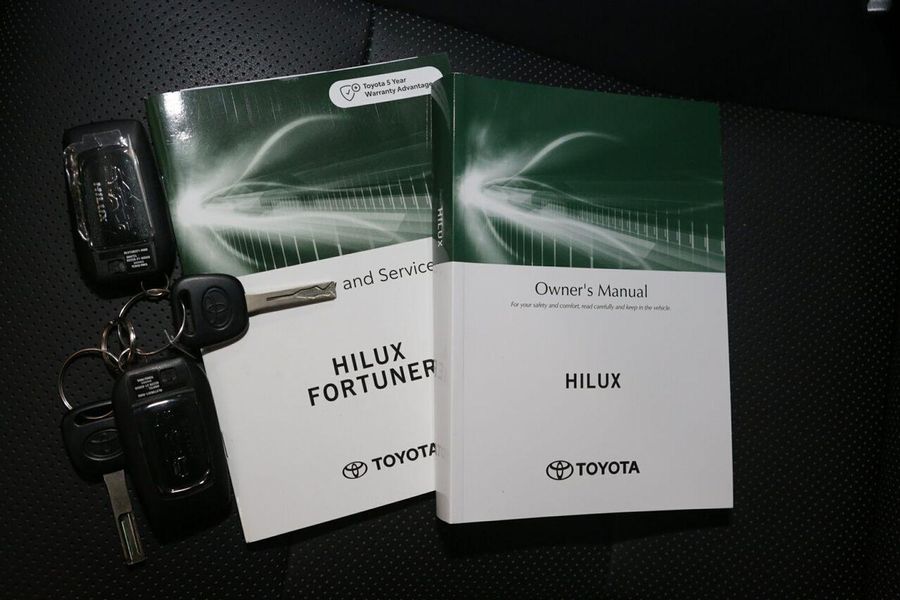 Toyota 5 Year
Warranty Advantage
and Service
HILUX
FORTUNER
TOYOTA
HILUX
Owner's Manual
For your safety and comfort, read carefully and keep in the vehicle.
HILUX
TOYOTA
HILUX